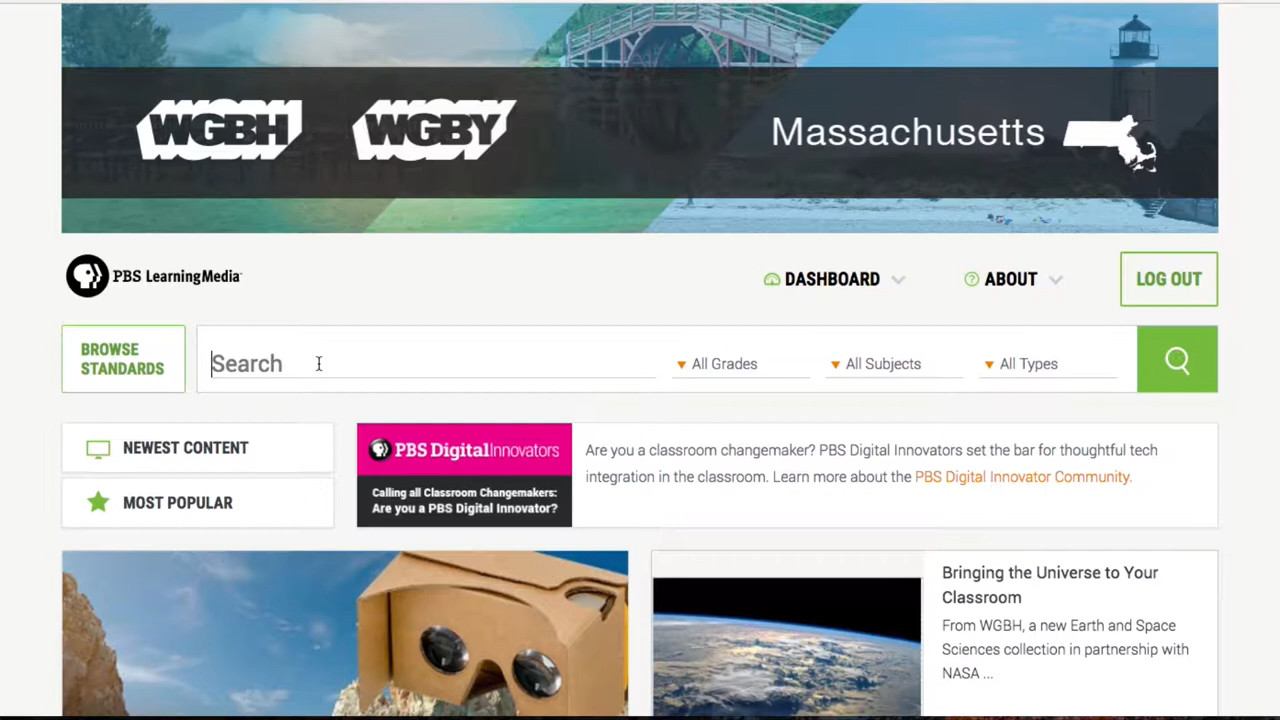 WGBH WGBY Massachusetts
PBS LearningMedia DASHBOARD ABOUT LOG OUT
BROWSE
STANDARDS
Search All Grades All Subjects All Types
NEWEST CONTENT
MOST POPULAR
PBS DigitalInnovators
Calling all Classroom Changemakers:
Are you a PBS Digital Innovator?
Are you a classroom changemaker? PBS Digital Innovators set the bar for thoughtful tech
integration in the classroom. Learn more about the PBS Digital Innovator Community.
Bringing the Universe to Your
Classroom
From WGBH, a new Earth and Space
Sciences collection in partnership with
NASA ...